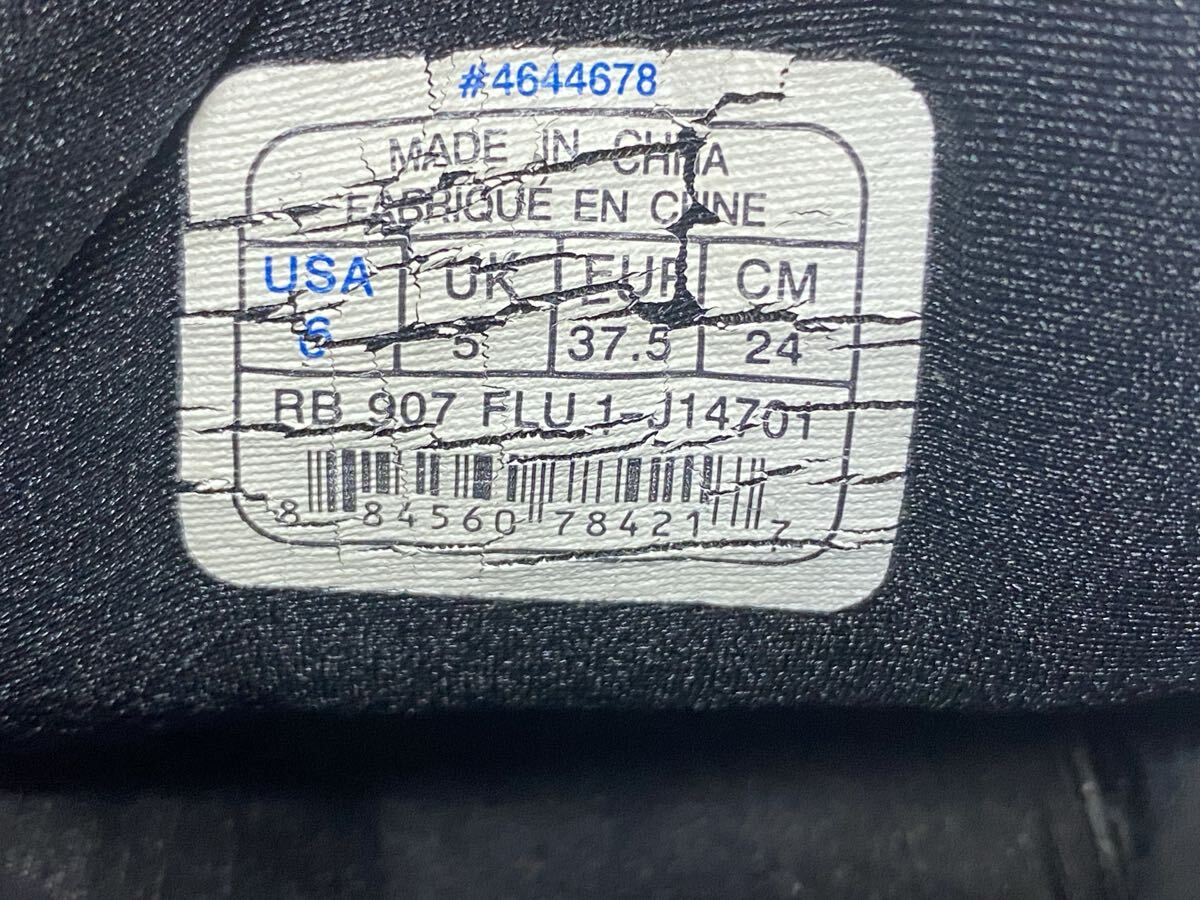 #4644678
MADE IN CHINA
FABRIQUÉ EN CHINE
USA UK EUR CM
6 5 37.5 24
RB 907 FLU 1-J14701
8 84560 78421 7